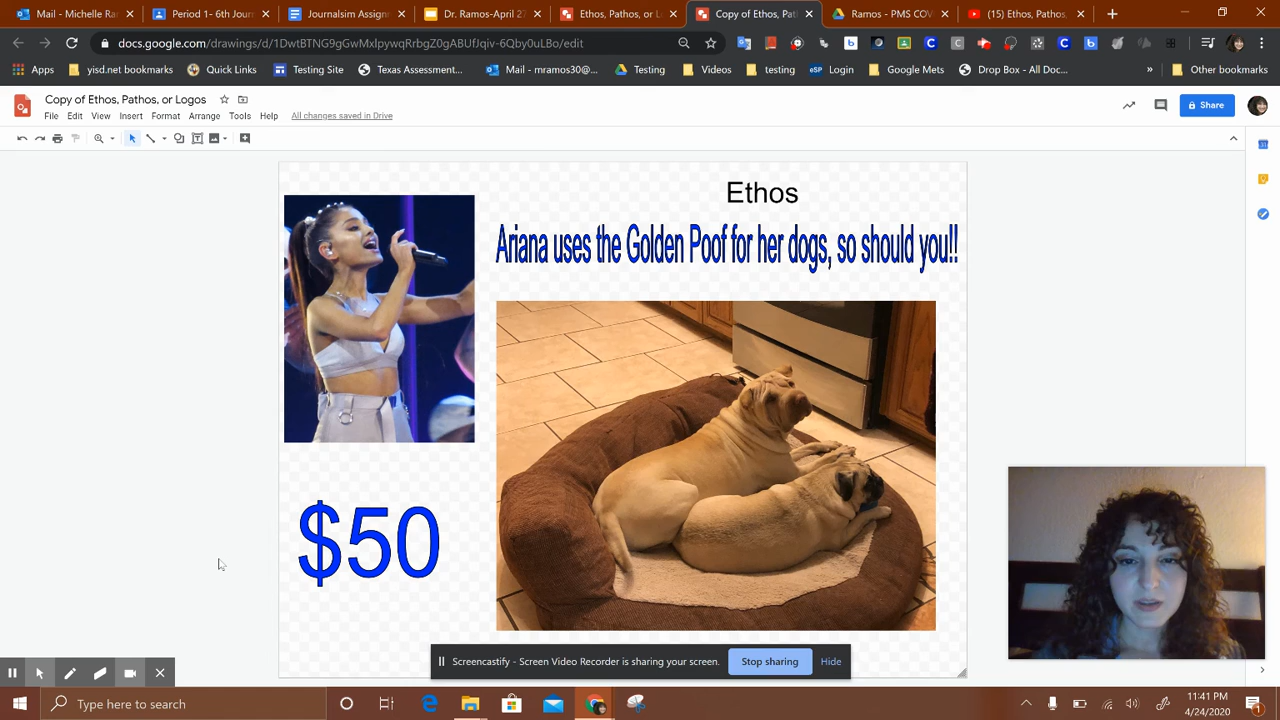 Mail - Michelle Ra
Period 1- 6th Jour
Journalsim Assign
Dr. Ramos-April 27
Ethos, Pathos, or L
Copy of Ethos, Pat
Ramos - PMS COV
(15) Ethos, Pathos,
docs.google.com/drawings/d/1DwtBTNG9gGwMxlpywqRrbgZ0gABUfJqiv-6Qby0uLBo/edit
Apps
yisd.net bookmarks
Quick Links
Testing Site
Texas Assessment...
Mail - mramos30@...
Testing
Videos
testing
eSP
Login
Google Mets
Drop Box - All Doc...
»
Other bookmarks
Copy of Ethos, Pathos, or Logos
Share
File Edit View Insert Format Arrange Tools Help All changes saved in Drive
Ethos
Ariana uses the Golden Poof for her dogs, so should you!!
$50
Screencastify - Screen Video Recorder is sharing your screen.
Stop sharing
Hide
Type here to search
11:41 PM
4/24/2020